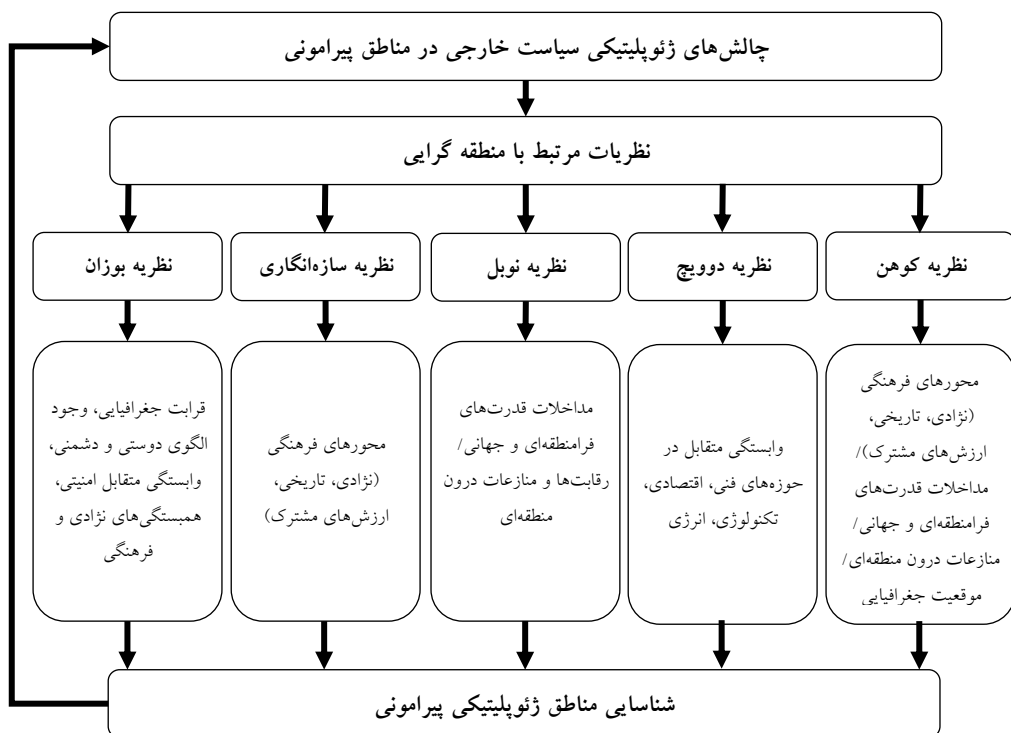 چالش‌های ژئوپلیتیکی سیاست خارجی در مناطق پیرامونی
نظریات مرتبط با منطقه گرایی
نظریه کوهن
نظریه دوویچ
نظریه نوبل
نظریه سازه‌انگاری
نظریه بوزان
محورهای فرهنگی
(نژادی، تاریخی،
ارزش‌های مشترک)/
مداخلات قدرت‌های
فرامنطقه‌ای و جهانی/
منازعات درون منطقه‌ای/
موقعیت جغرافیایی
وابستگی متقابل در
حوزه‌های فنی، اقتصادی،
تکنولوژی، انرژی
مداخلات قدرت‌های
فرامنطقه‌ای و جهانی/
رقابت‌ها و منازعات درون
منطقه‌ای
محورهای فرهنگی
(نژادی، تاریخی،
ارزش‌های مشترک)
قرابت جغرافیایی، وجود
الگوی دوستی و دشمنی،
وابستگی متقابل امنیتی،
همبستگی‌های نژادی و
فرهنگی
شناسایی مناطق ژئوپلیتیکی پیرامونی